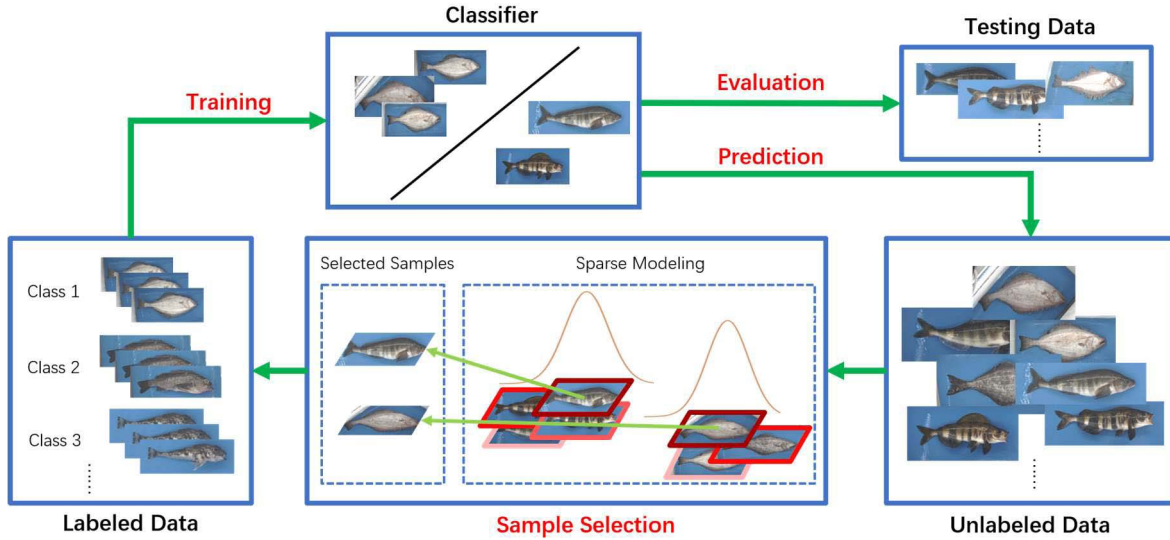 Classifier
Testing Data
Training
Evaluation
Prediction
Class 1
Class 2
Class 3
Labeled Data
Selected Samples
Sparse Modeling
Sample Selection
Unlabeled Data